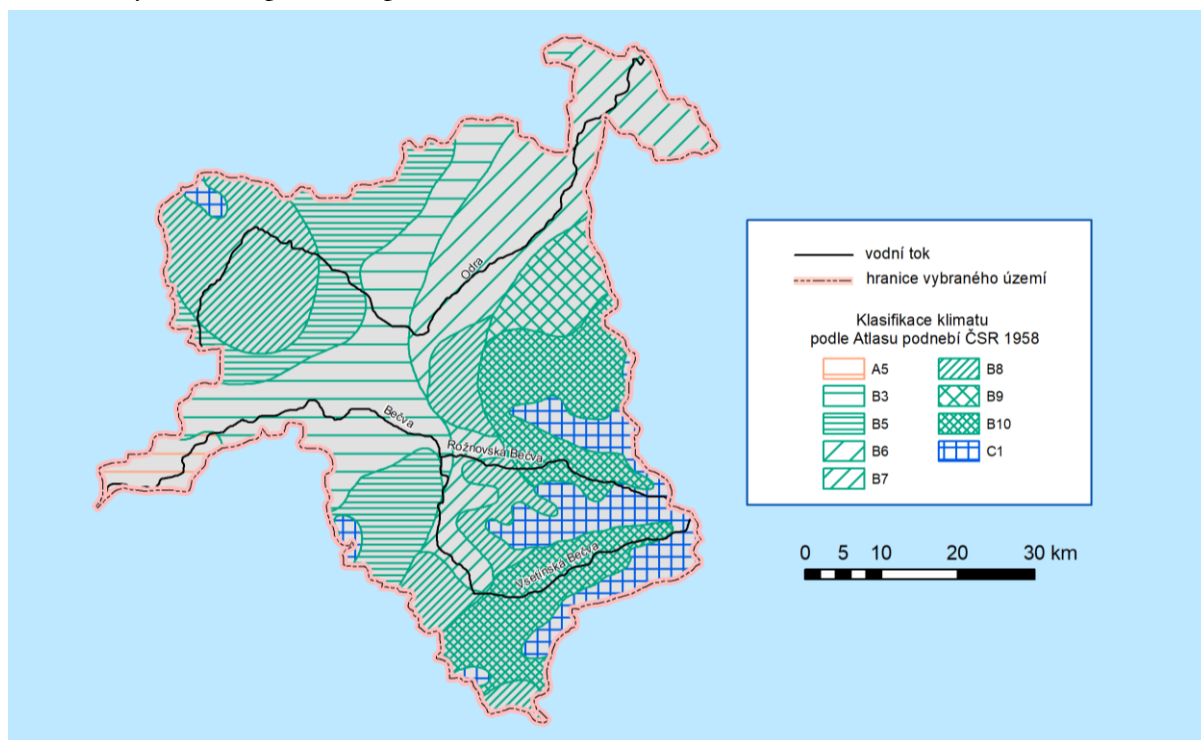 Odra
Bečva
Rožnovská Bečva
Vsetínská Bečva
vodní tok
hranice vybraného území
Klasifikace klimatu
podle Atlasu podnebí ČSR 1958
A5
B3
B5
B6
B7
B8
B9
B10
C1
0 5 10 20 30 km